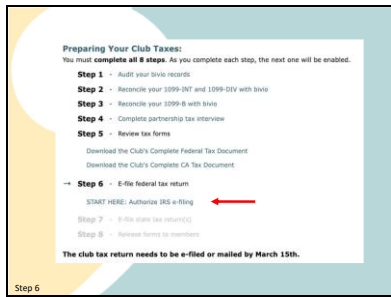 Preparing Your Club Taxes:
You must complete all 8 steps. As you complete each step, the next one will be enabled.
Step 1 - Audit your bivio records
Step 2 - Reconcile your 1099-INT and 1099-DIV with bivio
Step 3 - Reconcile your 1099-B with bivio
Step 4 - Complete partnership tax interview
Step 5 - Review tax forms
Download the Club's Complete Federal Tax Document
Download the Club's Complete CA Tax Document
→ Step 6 - E-file federal tax return
START HERE: Authorize IRS e-filing
Step 7 - E-file state tax return(s)
Step 8 - Release forms to members
The club tax return needs to be e-filed or mailed by March 15th.
Step 6